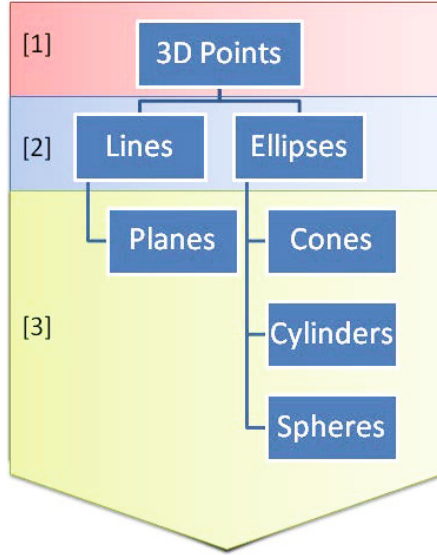 [1]
3D Points
[2]
Lines
Ellipses
Planes
Cones
[3]
Cylinders
Spheres